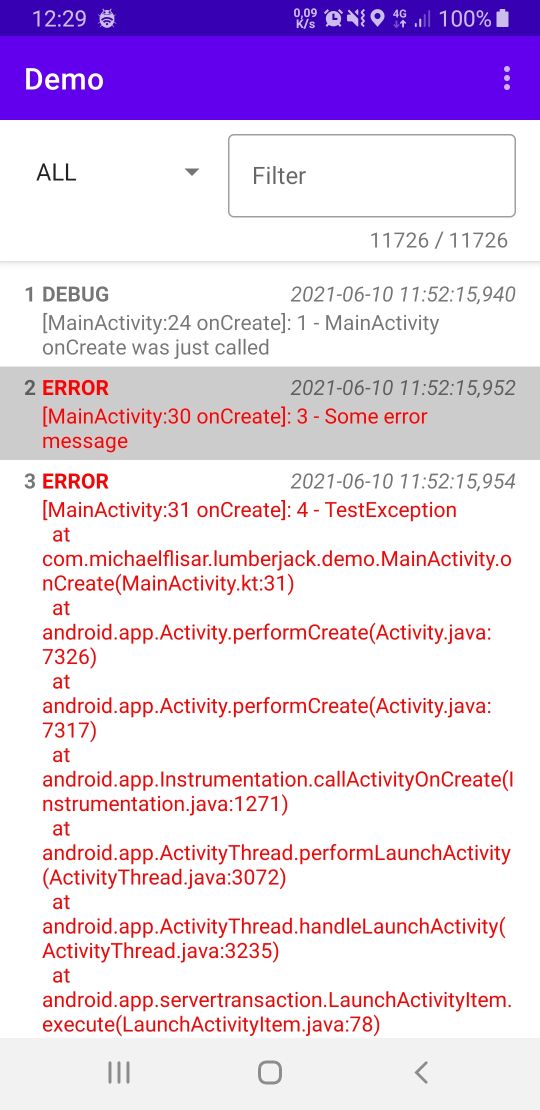 12:29 0,09 K/s 4G 100%
Demo
ALL Filter
11726 / 11726
1 DEBUG 2021-06-10 11:52:15,940
[MainActivity:24 onCreate]: 1 - MainActivity
onCreate was just called
2 ERROR 2021-06-10 11:52:15,952
[MainActivity:30 onCreate]: 3 - Some error
message
3 ERROR 2021-06-10 11:52:15,954
[MainActivity:31 onCreate]: 4 - TestException
at
com.michaelflisar.lumberjack.demo.MainActivity.o
nCreate(MainActivity.kt:31)
at
android.app.Activity.performCreate(Activity.java:
7326)
at
android.app.Activity.performCreate(Activity.java:
7317)
at
android.app.Instrumentation.callActivityOnCreate(I
nstrumentation.java:1271)
at
android.app.ActivityThread.performLaunchActivity
(ActivityThread.java:3072)
at
android.app.ActivityThread.handleLaunchActivity(
ActivityThread.java:3235)
at
android.app.servertransaction.LaunchActivityItem.
execute(LaunchActivityItem.java:78)